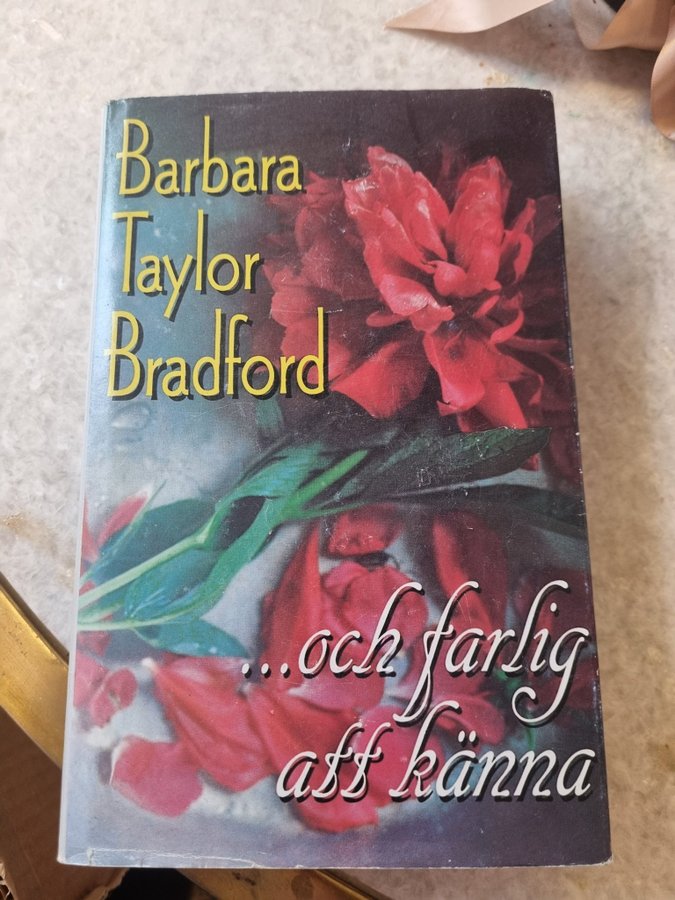 Barbara
Taylor
Bradford
...och farlig
att känna